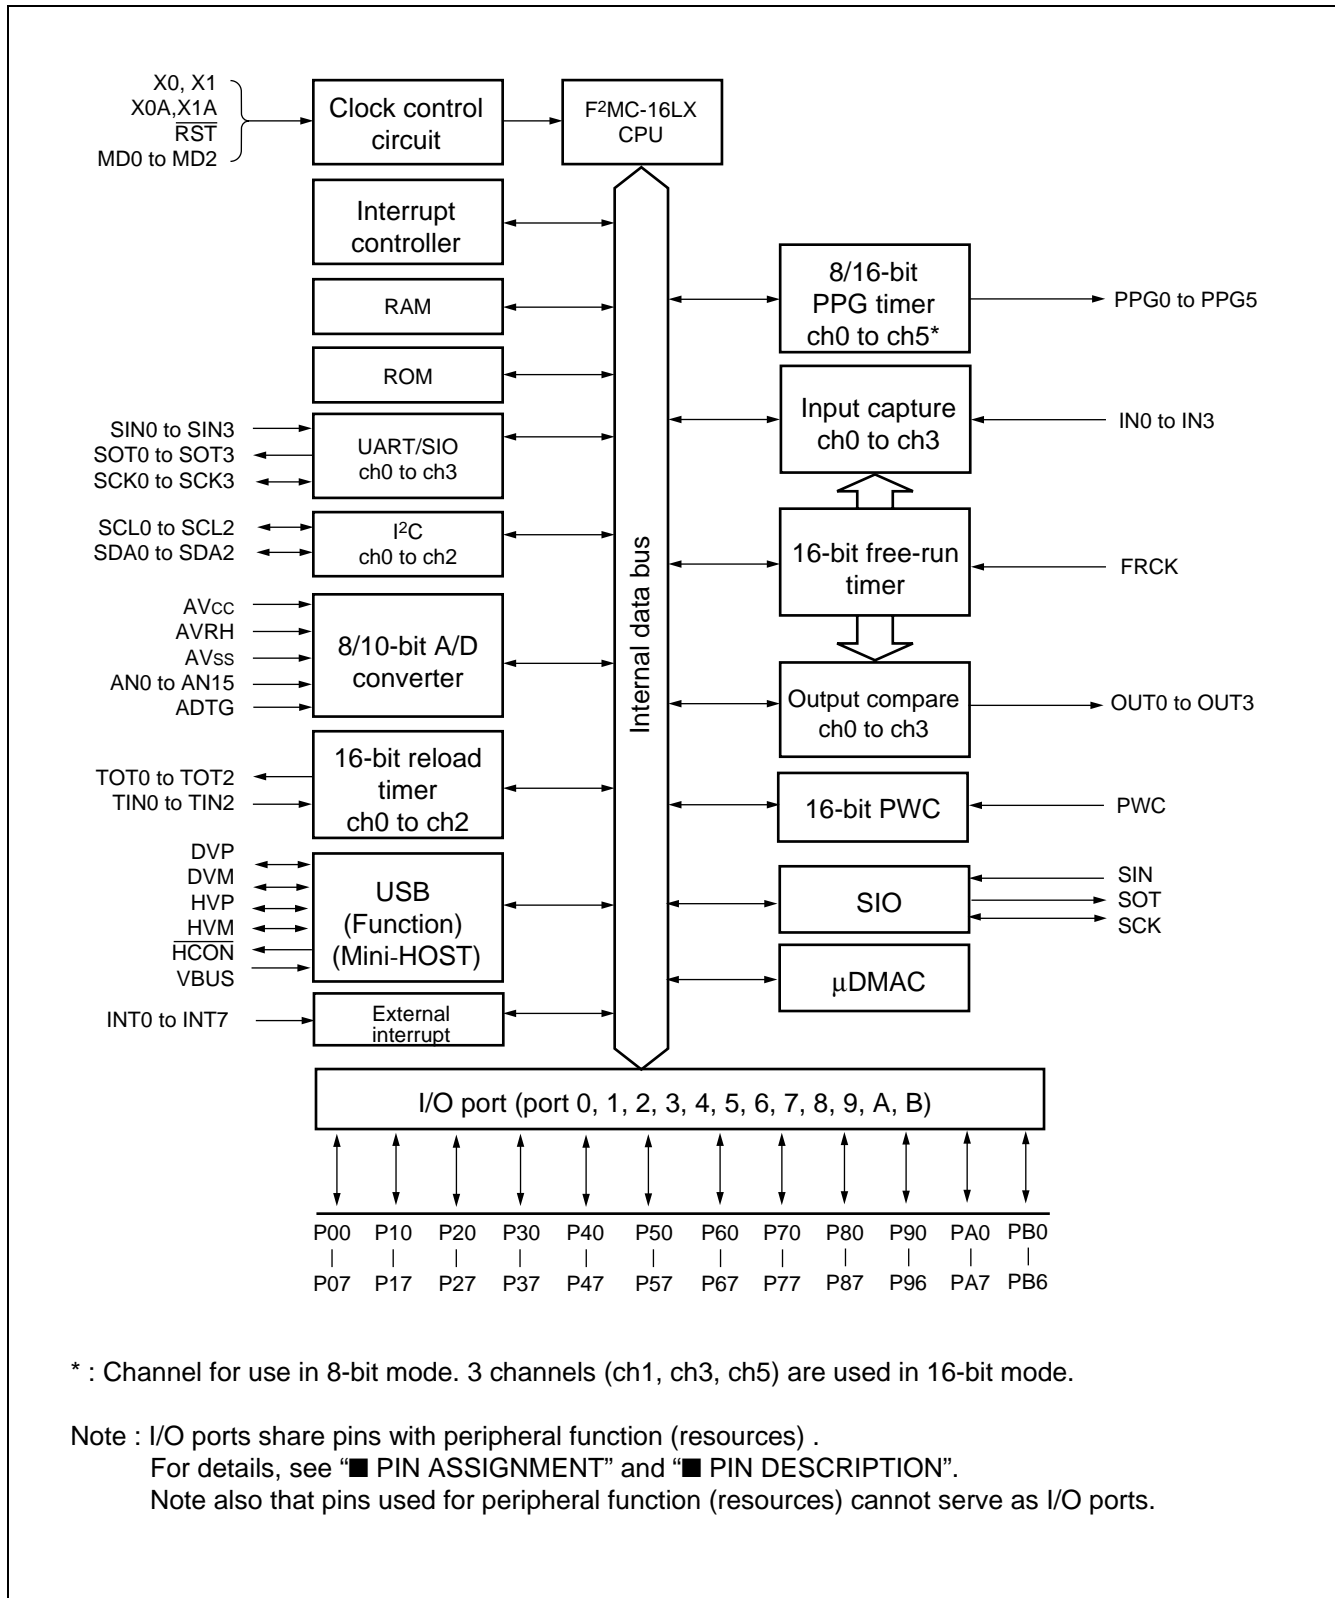 X0, X1
X0A,X1A
RST
MD0 to MD2
Clock control
circuit
F²MC-16LX
CPU
Interrupt
controller
RAM
ROM
SIN0 to SIN3
SOT0 to SOT3
SCK0 to SCK3
UART/SIO
ch0 to ch3
SCL0 to SCL2
SDA0 to SDA2
I²C
ch0 to ch2
AVcc
AVRH
AVss
AN0 to AN15
ADTG
8/10-bit A/D
converter
TOT0 to TOT2
TIN0 to TIN2
16-bit reload
timer
ch0 to ch2
DVP
DVM
HVP
HVM
HCON
VBUS
USB
(Function)
(Mini-HOST)
INT0 to INT7
External
interrupt
Internal data bus
8/16-bit
PPG timer
ch0 to ch5*
PPG0 to PPG5
Input capture
ch0 to ch3
IN0 to IN3
16-bit free-run
timer
FRCK
Output compare
ch0 to ch3
OUT0 to OUT3
16-bit PWC
PWC
SIO
SIN
SOT
SCK
µDMAC
I/O port (port 0, 1, 2, 3, 4, 5, 6, 7, 8, 9, A, B)
P00 P10 P20 P30 P40 P50 P60 P70 P80 P90 PA0 PB0
P07 P17 P27 P37 P47 P57 P67 P77 P87 P96 PA7 PB6
* : Channel for use in 8-bit mode. 3 channels (ch1, ch3, ch5) are used in 16-bit mode.
Note : I/O ports share pins with peripheral function (resources) .
For details, see “■ PIN ASSIGNMENT” and “■ PIN DESCRIPTION”.
Note also that pins used for peripheral function (resources) cannot serve as I/O ports.